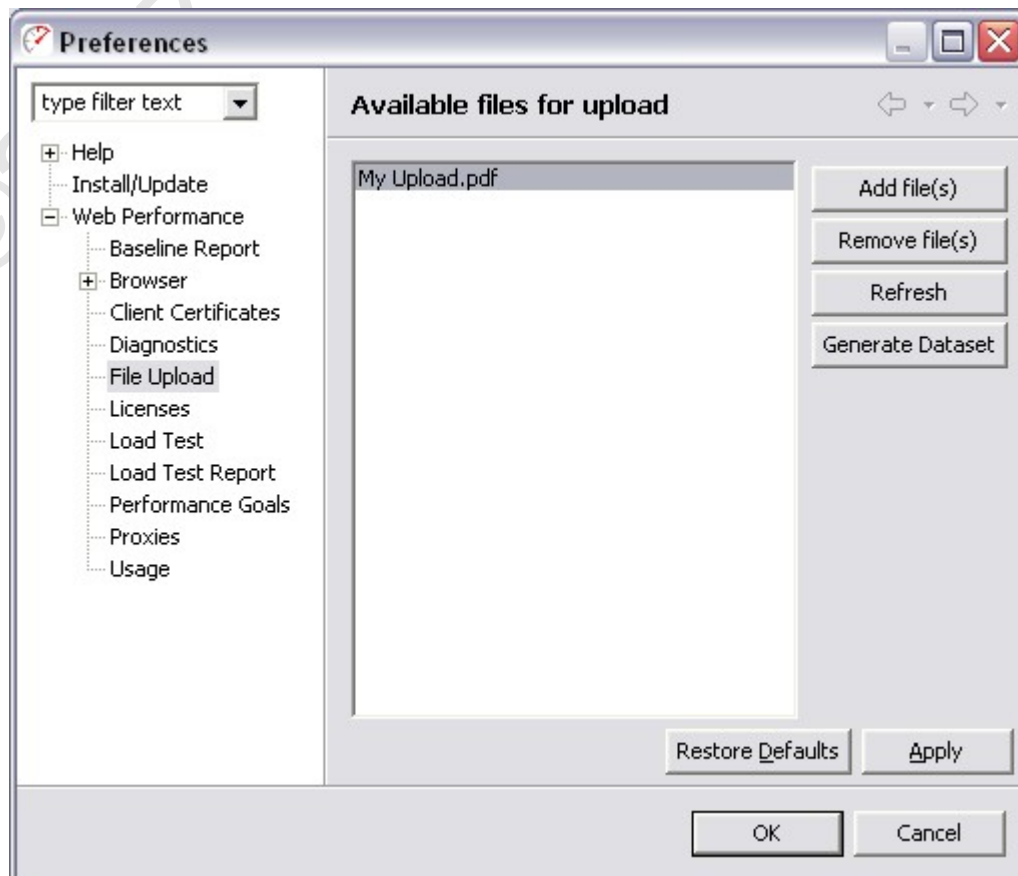 Preferences
type filter text
Help
Install/Update
Web Performance
Baseline Report
Browser
Client Certificates
Diagnostics
File Upload
Licenses
Load Test
Load Test Report
Performance Goals
Proxies
Usage
Available files for upload
My Upload.pdf
Add file(s)
Remove file(s)
Refresh
Generate Dataset
Restore Defaults
Apply
OK
Cancel